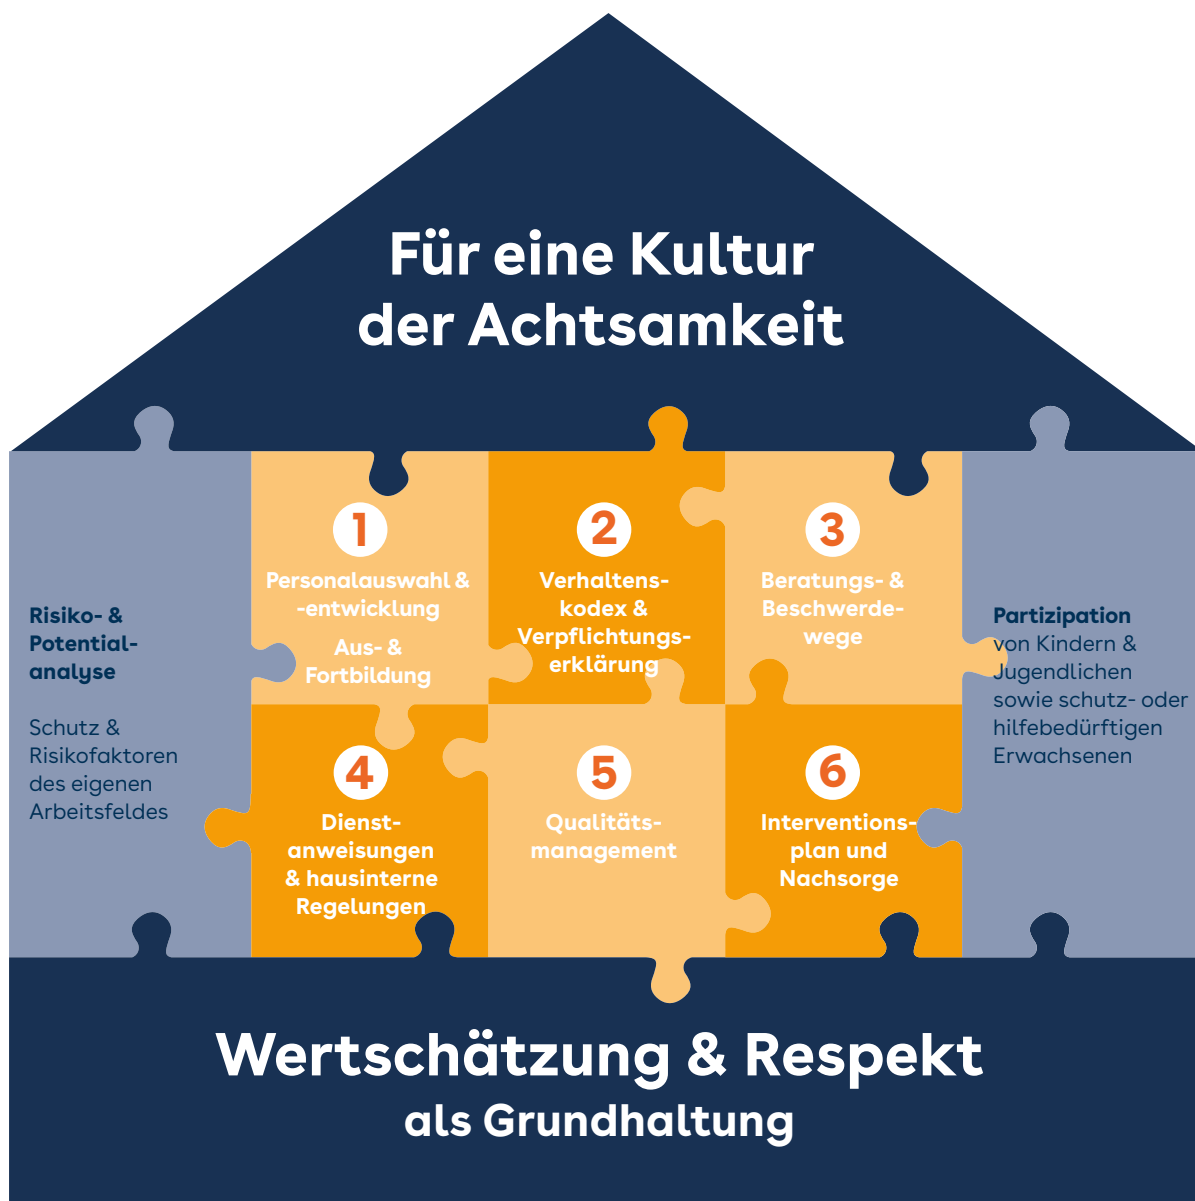 Für eine Kultur
der Achtsamkeit
Risiko- &
Potential-
analyse
Schutz &
Risikofaktoren
des eigenen
Arbeitsfeldes
1
Personalauswahl &
-entwicklung
Aus- &
Fortbildung
2
Verhaltens-
kodex &
Verpflichtungs-
erklärung
3
Beratungs- &
Beschwerde-
wege
4
Dienst-
anweisungen
& hausinterne
Regelungen
5
Qualitäts-
management
6
Interventions-
plan und
Nachsorge
Partizipation
von Kindern &
Jugendlichen
sowie schutz- oder
hilfebedürftigen
Erwachsenen
Wertschätzung & Respekt
als Grundhaltung